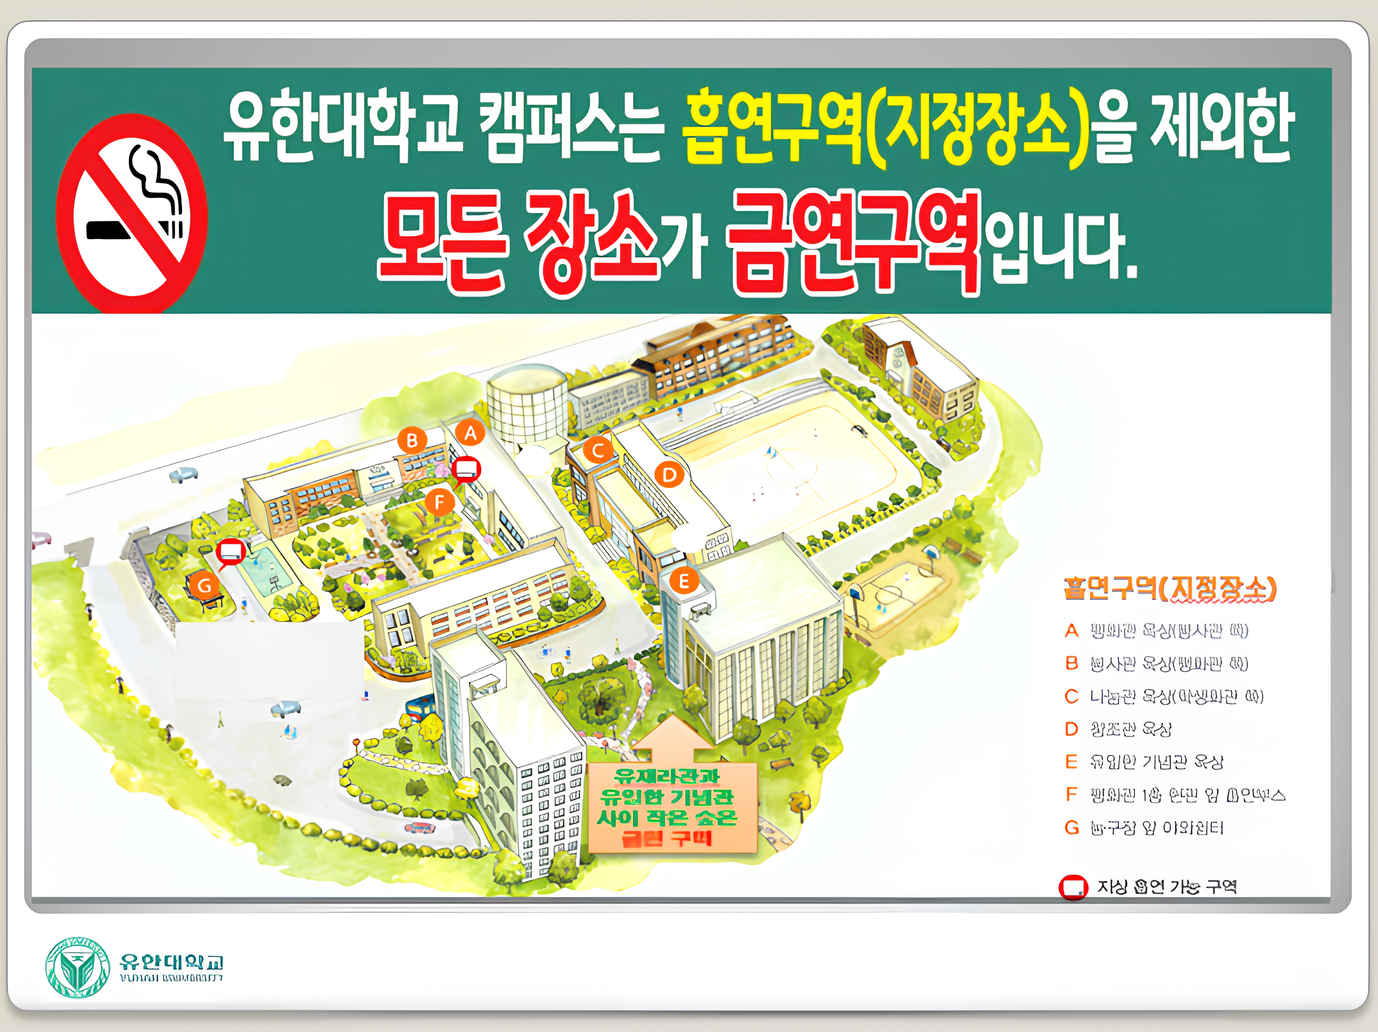 유한대학교 캠퍼스는 흡연구역(지정장소)을 제외한
모든 장소가 금연구역입니다.
B
A
C
D
F
E
G
유재라관과
유일한 기념관
사이 작은 숲은
금연 구역
흡연구역(지정장소)
A 평화관 옥상(봉사관 쪽)
B 봉사관 옥상(평화관 쪽)
C 나눔관 옥상(학생회관 쪽)
D 창조관 옥상
E 유일한 기념관 옥상
F 평화관 1층 현관 앞
G 농구장 앞 야외쉼터
지상 흡연 가능 구역
유한대학교
YUHAN UNIVERSITY